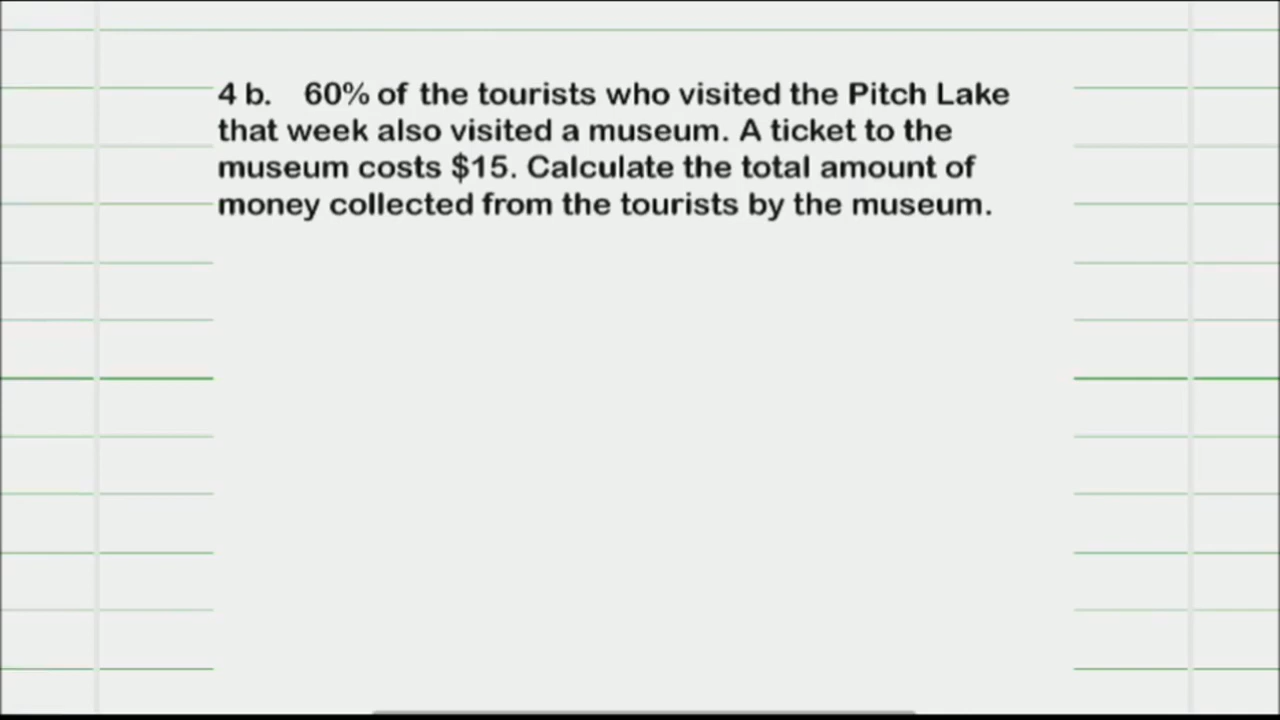 4 b. 60% of the tourists who visited the Pitch Lake
that week also visited a museum. A ticket to the
museum costs $15. Calculate the total amount of
money collected from the tourists by the museum.